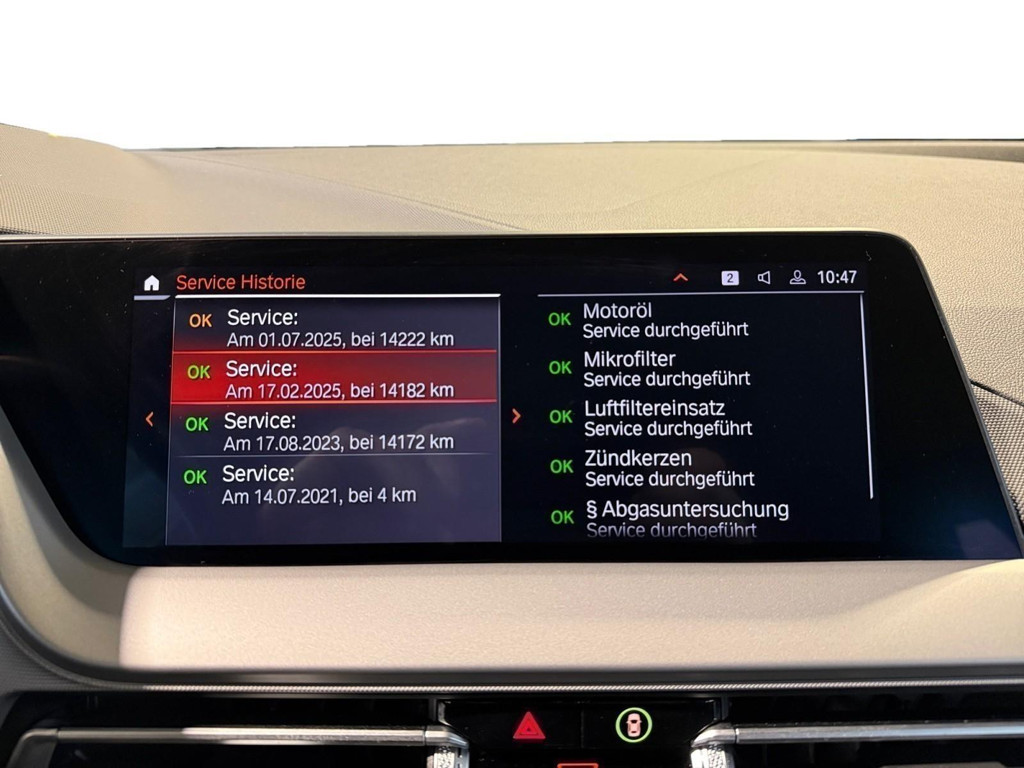 Service Historie
2
10:47
OK Service:
Am 01.07.2025, bei 14222 km
OK Service:
Am 17.02.2025, bei 14182 km
OK Service:
Am 17.08.2023, bei 14172 km
OK Service:
Am 14.07.2021, bei 4 km
OK Motoröl
Service durchgeführt
OK Mikrofilter
Service durchgeführt
OK Luftfiltereinsatz
Service durchgeführt
OK Zündkerzen
Service durchgeführt
OK § Abgasuntersuchung
Service durchgeführt